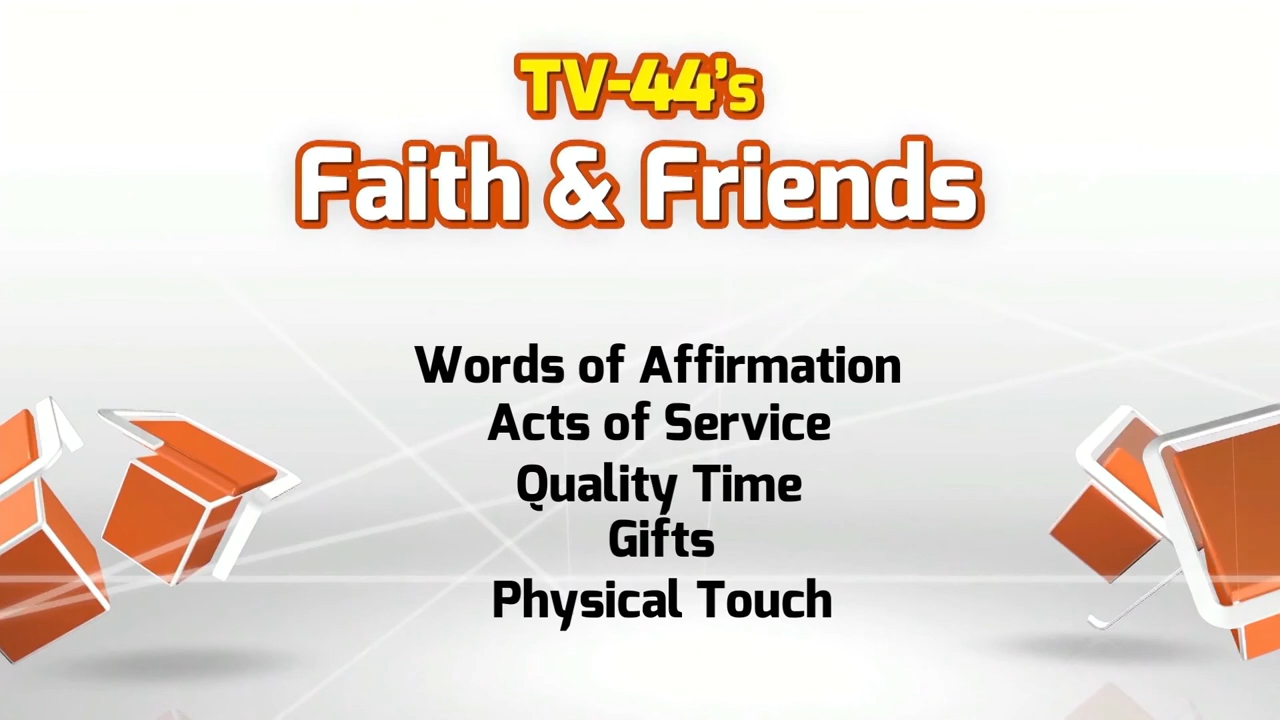 TV-44's
Faith & Friends
Words of Affirmation
Acts of Service
Quality Time
Gifts
Physical Touch